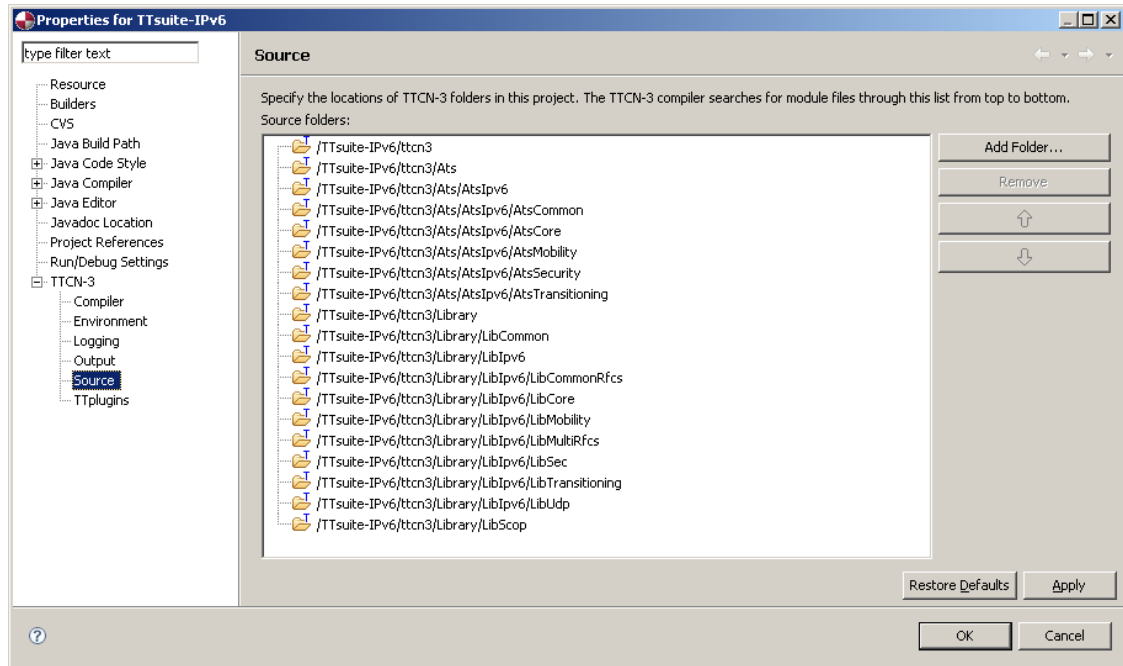 Properties for TTsuite-IPv6
type filter text
Source
Resource
Builders
CVS
Java Build Path
Java Code Style
Java Compiler
Java Editor
Javadoc Location
Project References
Run/Debug Settings
TTCN-3
Compiler
Environment
Logging
Output
Source
TTplugins
Specify the locations of TTCN-3 folders in this project. The TTCN-3 compiler searches for module files through this list from top to bottom.
Source folders:
/TTsuite-IPv6/ttcn3
/TTsuite-IPv6/ttcn3/Ats
/TTsuite-IPv6/ttcn3/Ats/AtsIpv6
/TTsuite-IPv6/ttcn3/Ats/AtsIpv6/AtsCommon
/TTsuite-IPv6/ttcn3/Ats/AtsIpv6/AtsCore
/TTsuite-IPv6/ttcn3/Ats/AtsIpv6/AtsMobility
/TTsuite-IPv6/ttcn3/Ats/AtsIpv6/AtsSecurity
/TTsuite-IPv6/ttcn3/Ats/AtsIpv6/AtsTransitioning
/TTsuite-IPv6/ttcn3/Library
/TTsuite-IPv6/ttcn3/Library/LibCommon
/TTsuite-IPv6/ttcn3/Library/LibIpv6
/TTsuite-IPv6/ttcn3/Library/LibIpv6/LibCommonRfcs
/TTsuite-IPv6/ttcn3/Library/LibIpv6/LibCore
/TTsuite-IPv6/ttcn3/Library/LibIpv6/LibMobility
/TTsuite-IPv6/ttcn3/Library/LibIpv6/LibMultiRfcs
/TTsuite-IPv6/ttcn3/Library/LibIpv6/LibSec
/TTsuite-IPv6/ttcn3/Library/LibIpv6/LibTransitioning
/TTsuite-IPv6/ttcn3/Library/LibIpv6/LibUdp
/TTsuite-IPv6/ttcn3/Library/LibScop
Add Folder...
Remove
Restore Defaults
Apply
OK
Cancel